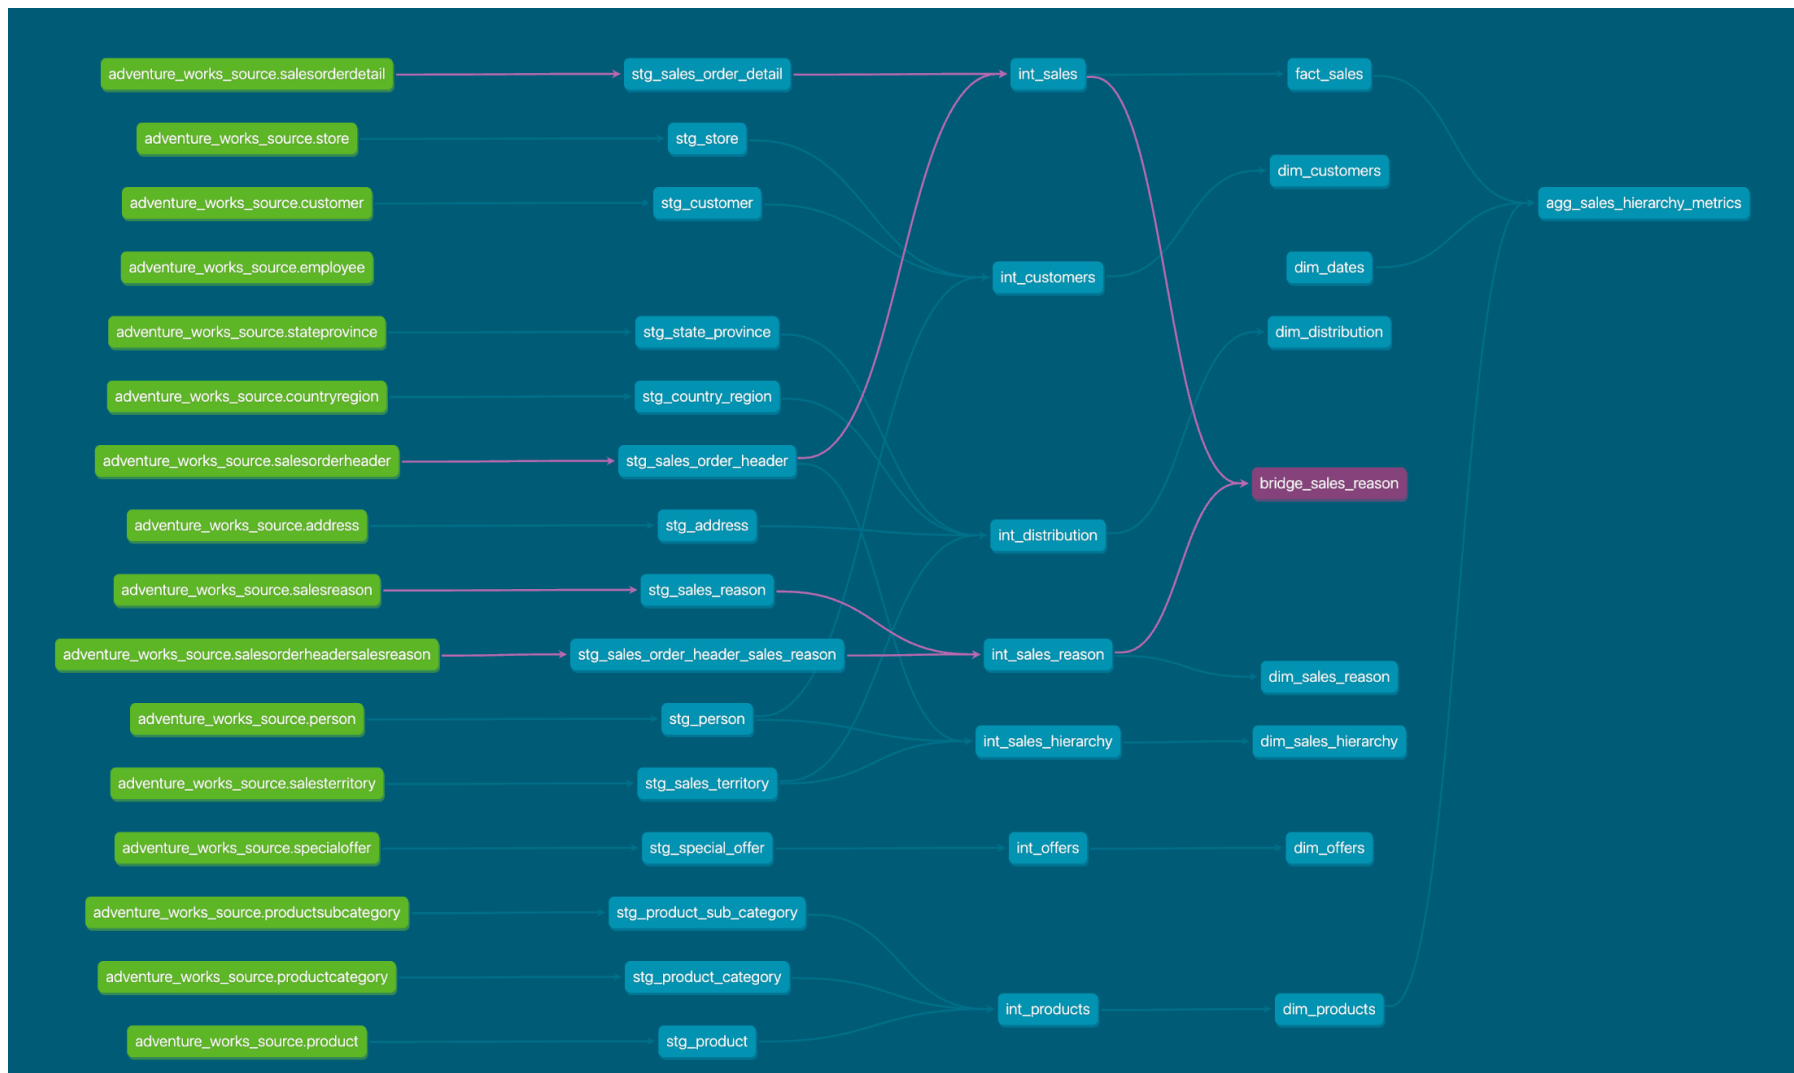 adventure_works_source.salesorderdetail
stg_sales_order_detail
int_sales
fact_sales
adventure_works_source.store
stg_store
dim_customers
adventure_works_source.customer
stg_customer
agg_sales_hierarchy_metrics
adventure_works_source.employee
int_customers
dim_dates
adventure_works_source.stateprovince
stg_state_province
dim_distribution
adventure_works_source.countryregion
stg_country_region
adventure_works_source.salesorderheader
stg_sales_order_header
bridge_sales_reason
adventure_works_source.address
stg_address
int_distribution
adventure_works_source.salesreason
stg_sales_reason
adventure_works_source.salesorderheadersalesreason
stg_sales_order_header_sales_reason
int_sales_reason
dim_sales_reason
adventure_works_source.person
stg_person
int_sales_hierarchy
dim_sales_hierarchy
adventure_works_source.salesterritory
stg_sales_territory
adventure_works_source.specialoffer
stg_special_offer
int_offers
dim_offers
adventure_works_source.productsubcategory
stg_product_sub_category
adventure_works_source.productcategory
stg_product_category
int_products
dim_products
adventure_works_source.product
stg_product